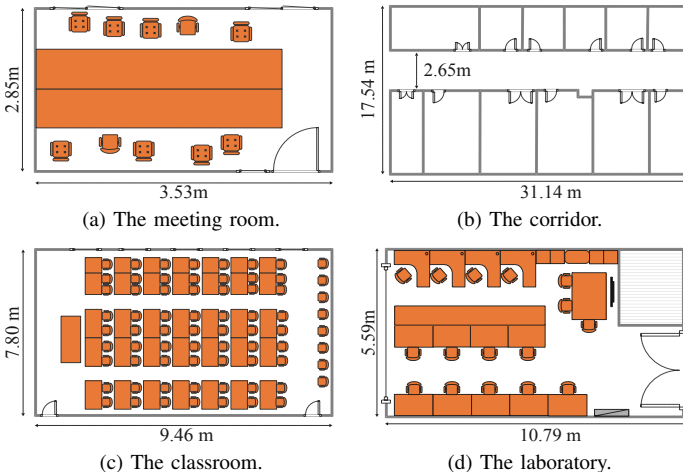 2.85m
3.53m
(a) The meeting room.
17.54 m
2.65m
31.14 m
(b) The corridor.
7.80 m
9.46 m
(c) The classroom.
5.59m
10.79 m
(d) The laboratory.